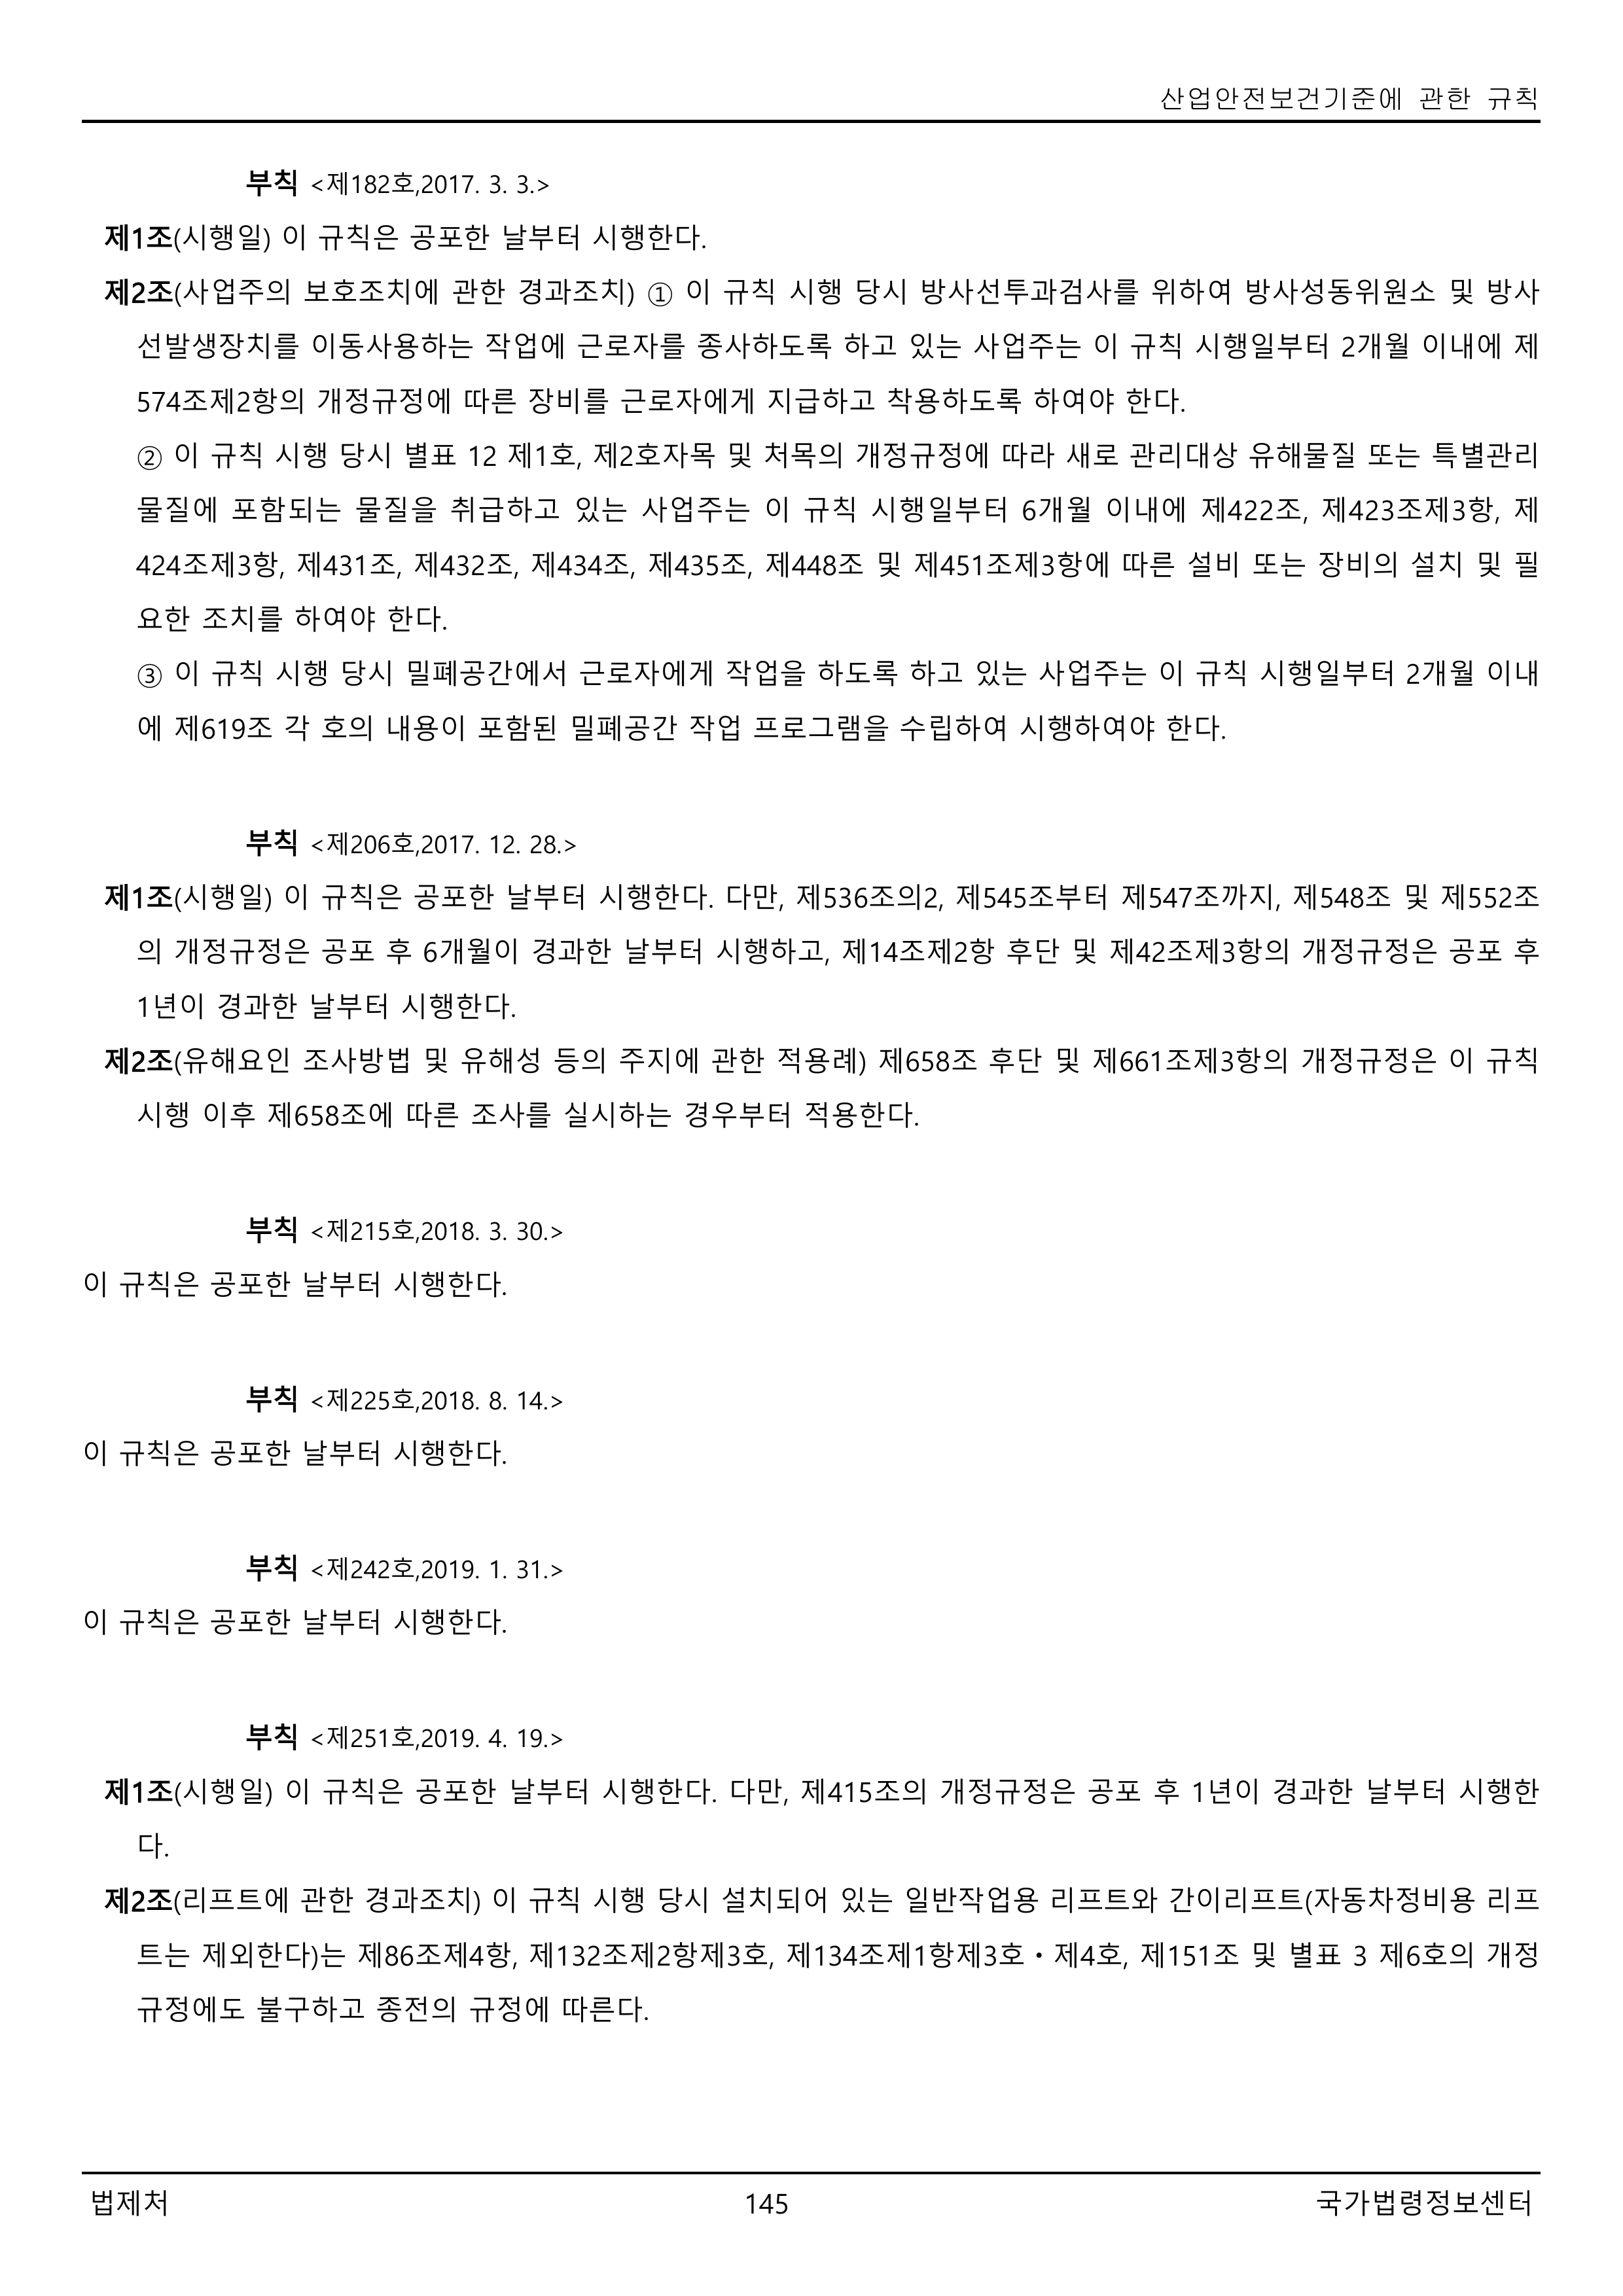 산업안전보건기준에 관한 규칙
부칙 <제182호,2017. 3. 3.>
제1조(시행일) 이 규칙은 공포한 날부터 시행한다.
제2조(사업주의 보호조치에 관한 경과조치) ① 이 규칙 시행 당시 방사선투과검사를 위하여 방사성동위원소 및 방사
선발생장치를 이동사용하는 작업에 근로자를 종사하도록 하고 있는 사업주는 이 규칙 시행일부터 2개월 이내에 제
574조제2항의 개정규정에 따른 장비를 근로자에게 지급하고 착용하도록 하여야 한다.
② 이 규칙 시행 당시 별표 12 제1호, 제2호자목 및 처목의 개정규정에 따라 새로 관리대상 유해물질 또는 특별관리
물질에 포함되는 물질을 취급하고 있는 사업주는 이 규칙 시행일부터 6개월 이내에 제422조, 제423조제3항, 제
424조제3항, 제431조, 제432조, 제434조, 제435조, 제448조 및 제451조제3항에 따른 설비 또는 장비의 설치 및 필
요한 조치를 하여야 한다.
③ 이 규칙 시행 당시 밀폐공간에서 근로자에게 작업을 하도록 하고 있는 사업주는 이 규칙 시행일부터 2개월 이내
에 제619조 각 호의 내용이 포함된 밀폐공간 작업 프로그램을 수립하여 시행하여야 한다.
부칙 <제206호,2017. 12. 28.>
제1조(시행일) 이 규칙은 공포한 날부터 시행한다. 다만, 제536조의2, 제545조부터 제547조까지, 제548조 및 제552조
의 개정규정은 공포 후 6개월이 경과한 날부터 시행하고, 제14조제2항 후단 및 제42조제3항의 개정규정은 공포 후
1년이 경과한 날부터 시행한다.
제2조(유해요인 조사방법 및 유해성 등의 주지에 관한 적용례) 제658조 후단 및 제661조제3항의 개정규정은 이 규칙
시행 이후 제658조에 따른 조사를 실시하는 경우부터 적용한다.
부칙 <제215호,2018. 3. 30.>
이 규칙은 공포한 날부터 시행한다.
부칙 <제225호,2018. 8. 14.>
이 규칙은 공포한 날부터 시행한다.
부칙 <제242호,2019. 1. 31.>
이 규칙은 공포한 날부터 시행한다.
부칙 <제251호,2019. 4. 19.>
제1조(시행일) 이 규칙은 공포한 날부터 시행한다. 다만, 제415조의 개정규정은 공포 후 1년이 경과한 날부터 시행한
다.
제2조(리프트에 관한 경과조치) 이 규칙 시행 당시 설치되어 있는 일반작업용 리프트와 간이리프트(자동차정비용 리프
트는 제외한다)는 제86조제4항, 제132조제2항제3호, 제134조제1항제3호ㆍ제4호, 제151조 및 별표 3 제6호의 개정
규정에도 불구하고 종전의 규정에 따른다.
법제처 145 국가법령정보센터